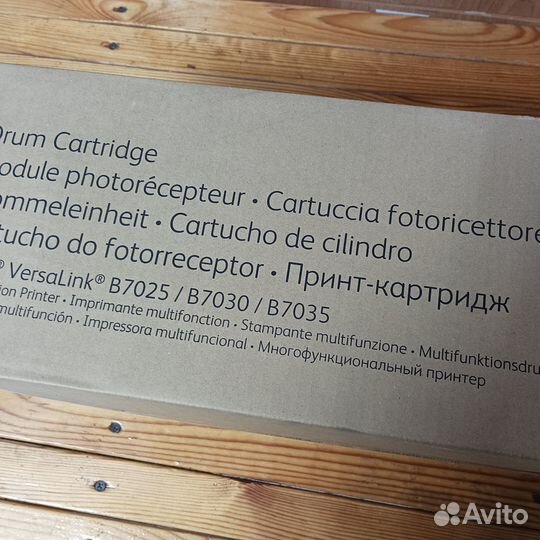 Drum Cartridge
odule photorécepteur • Cartuccia fotoricettore
ommeleinheit • Cartucho de cilindro
tucho do fotorreceptor • Принт-картридж
® VersaLink® B7025 / B7030 / B7035
ion Printer • Imprimante multifonction • Stampante multifunzione • Multifunktionsdru
multifunción • Impressora multifuncional • Многофункциональный принтер
Avito